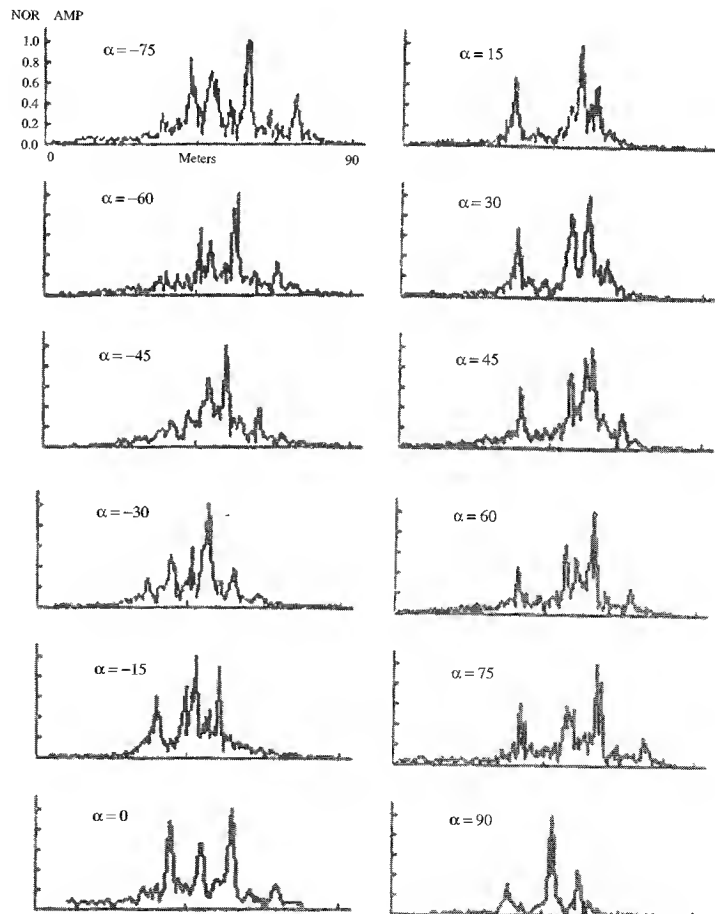 NOR AMP
1.0
0.8
0.6
0.4
0.2
0.0
α = –75
0 Meters 90
α = 15
α = –60
α = 30
α = –45
α = 45
α = –30
α = 60
α = –15
α = 75
α = 0
α = 90